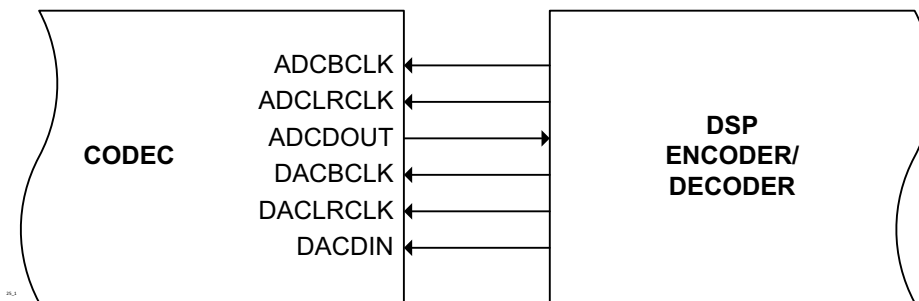 ADCBCLK
ADCLRCLK
ADCDOUT
DACBCLK
DACLRCLK
DACDIN
CODEC
DSP
ENCODER/
DECODER